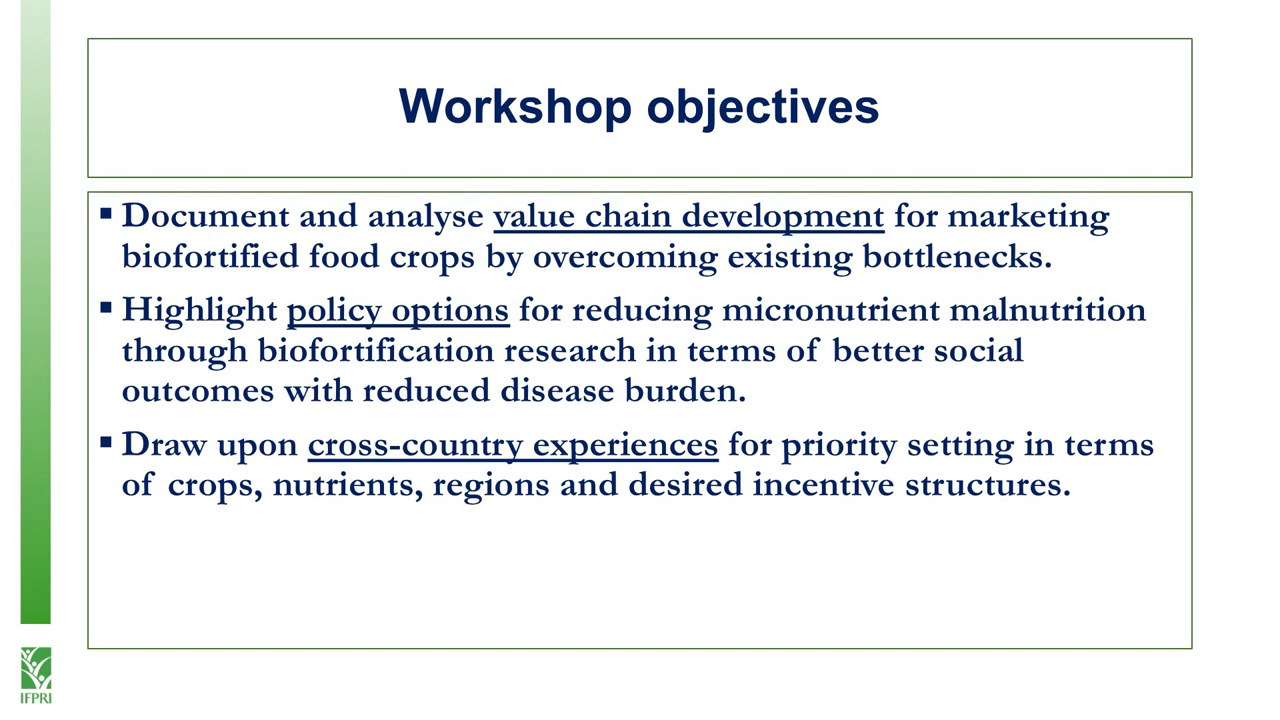 Workshop objectives
▪ Document and analyse value chain development for marketing
biofortified food crops by overcoming existing bottlenecks.
▪ Highlight policy options for reducing micronutrient malnutrition
through biofortification research in terms of better social
outcomes with reduced disease burden.
▪ Draw upon cross-country experiences for priority setting in terms
of crops, nutrients, regions and desired incentive structures.
IFPRI